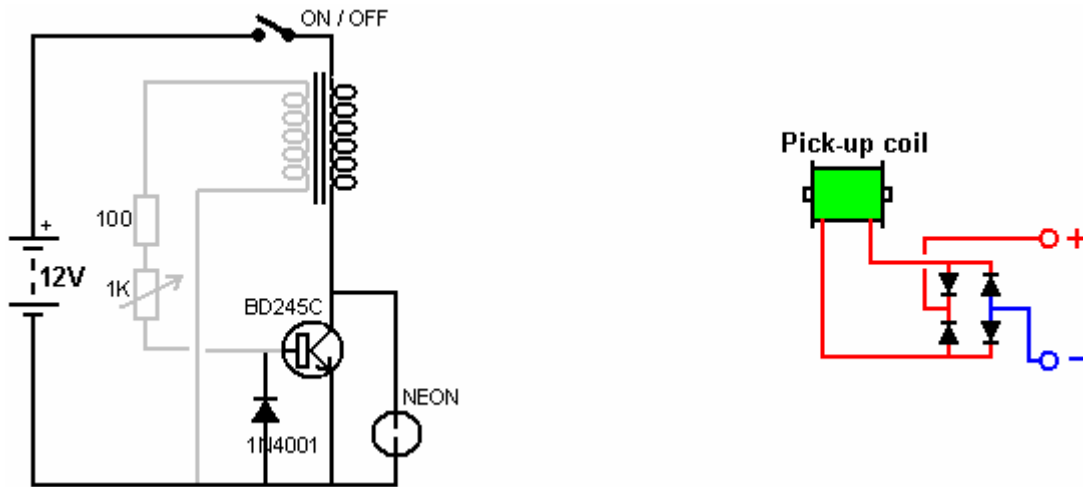 ON / OFF
Pick-up coil
100
+
12V
1K
BD245C
NEON
1N4001
+
−